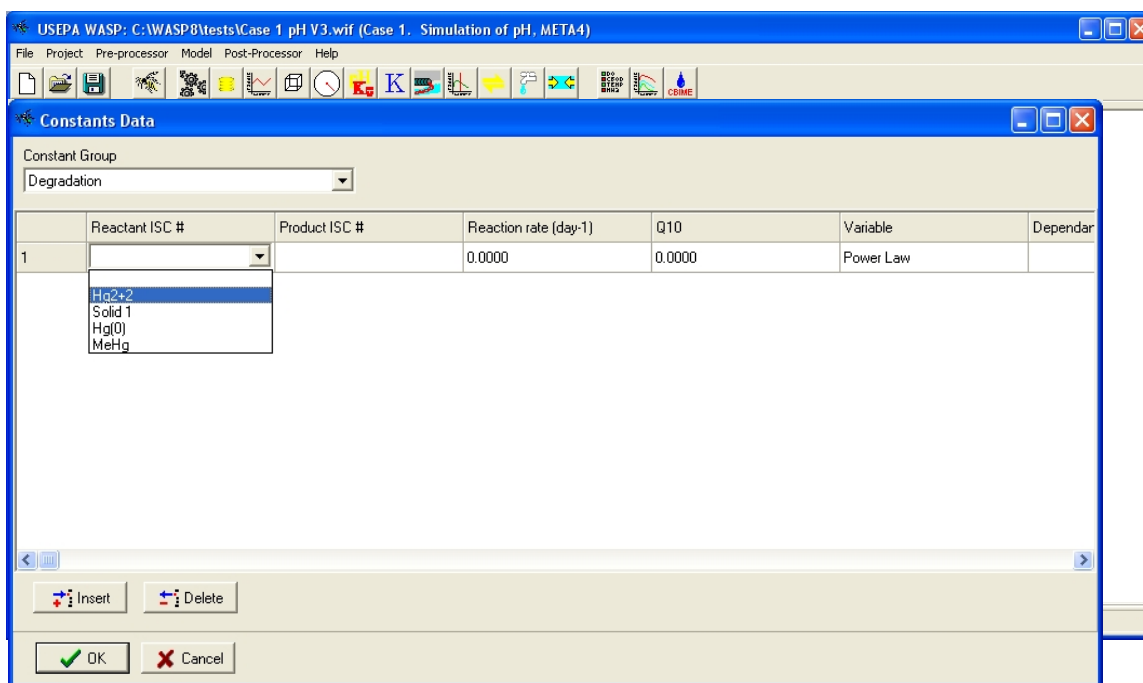 USEPA WASP: C:\WASP8\tests\Case 1 pH V3.wif (Case 1. Simulation of pH, META4)
File Project Pre-processor Model Post-Processor Help
K K CBIME
Constants Data
Constant Group
Degradation
Reactant ISC # Product ISC # Reaction rate (day-1) Q10 Variable Dependan
1 0.0000 0.0000 Power Law
Hg2+2
Solid 1
Hg(0)
MeHg
Insert Delete
OK Cancel